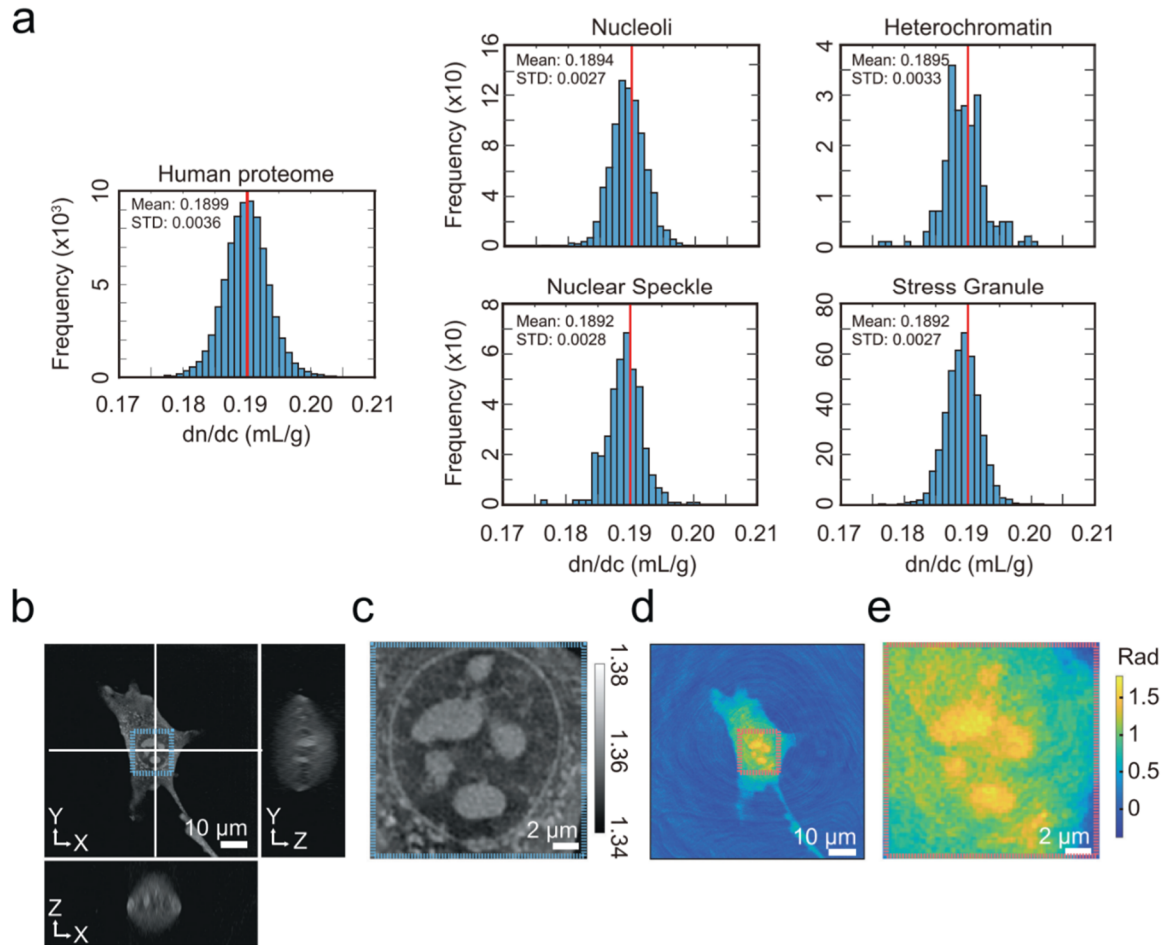 a
Human proteome
Mean: 0.1899
STD: 0.0036
Frequency (x10³)
10
5
0
0.17 0.18 0.19 0.20 0.21
dn/dc (mL/g)
Nucleoli
Mean: 0.1894
STD: 0.0027
Frequency (x10)
16
12
8
4
0
Heterochromatin
Mean: 0.1895
STD: 0.0033
4
3
2
1
0
Nuclear Speckle
Mean: 0.1892
STD: 0.0028
Frequency (x10)
8
6
4
2
0
0.17 0.18 0.19 0.20 0.21
dn/dc (mL/g)
Stress Granule
Mean: 0.1892
STD: 0.0027
80
60
40
20
0
0.17 0.18 0.19 0.20 0.21
dn/dc (mL/g)
b
Y
X
10 µm
Y
Z
Z
X
c
2 µm
1.38
1.36
1.34
d
10 µm
e
2 µm
Rad
1.5
1
0.5
0